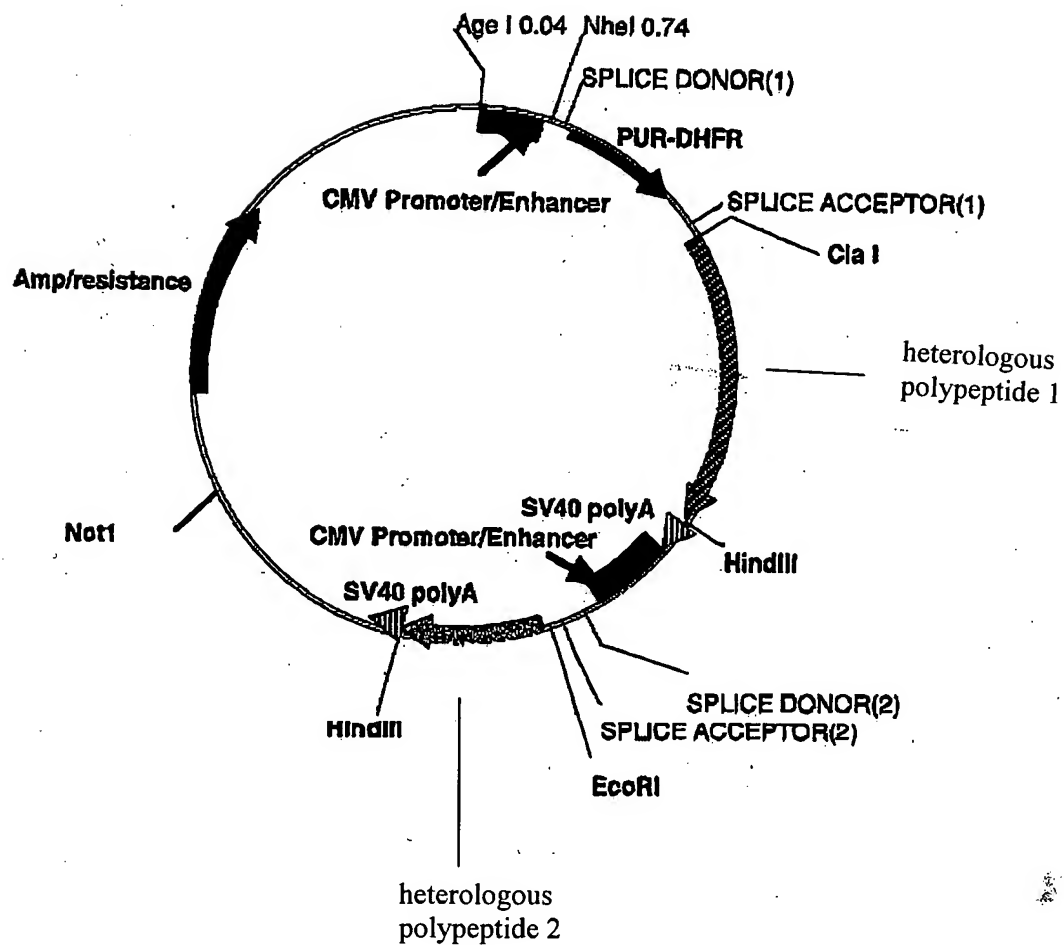 Age I 0.04 NheI 0.74
SPLICE DONOR(1)
PUR-DHFR
CMV Promoter/Enhancer
SPLICE ACCEPTOR(1)
Cla I
Amp/resistance
heterologous
polypeptide 1
SV40 polyA
Not1
CMV Promoter/Enhancer
HindIII
SV40 polyA
SPLICE DONOR(2)
HindIII
SPLICE ACCEPTOR(2)
EcoRI
heterologous
polypeptide 2